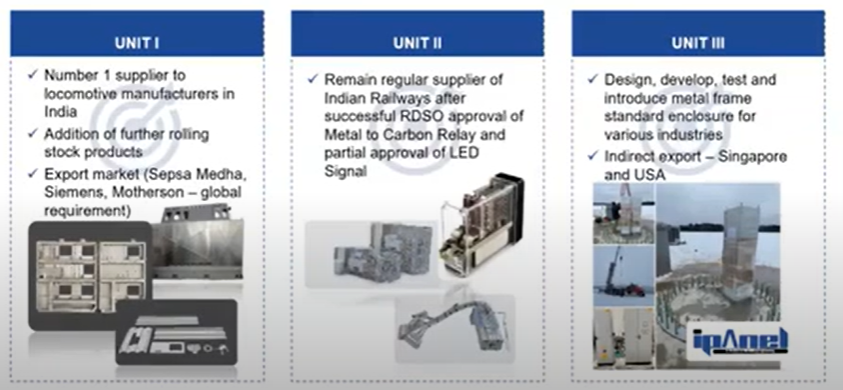 UNIT I
✓ Number 1 supplier to
locomotive manufacturers in
India
✓ Addition of further rolling
stock products
✓ Export market (Sepsa Medha,
Siemens, Motherson – global
requirement)
UNIT II
✓ Remain regular supplier of
Indian Railways after
successful RDSO approval of
Metal to Carbon Relay and
partial approval of LED
Signal
UNIT III
✓ Design, develop, test and
introduce metal frame
standard enclosure for
various industries
✓ Indirect export – Singapore
and USA
ipAnel